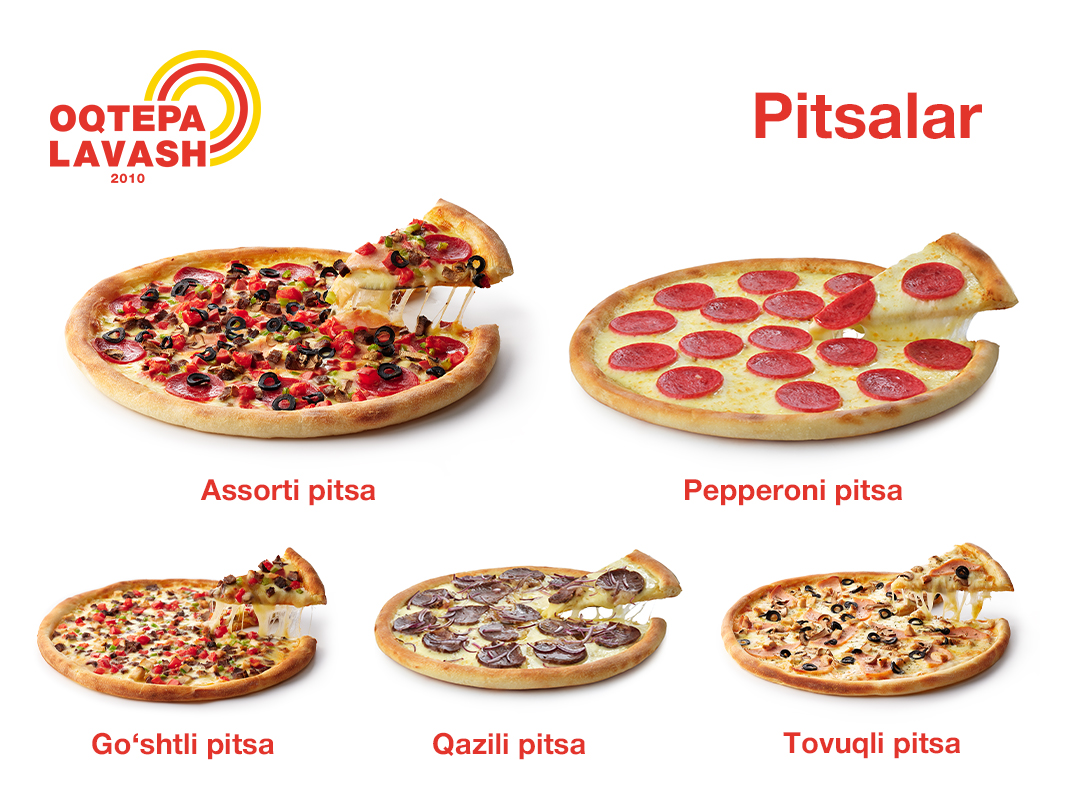 OQTEPA
LAVASH
2010
Pitsalar
Assorti pitsa
Pepperoni pitsa
Go‘shtli pitsa
Qazili pitsa
Tovuqli pitsa